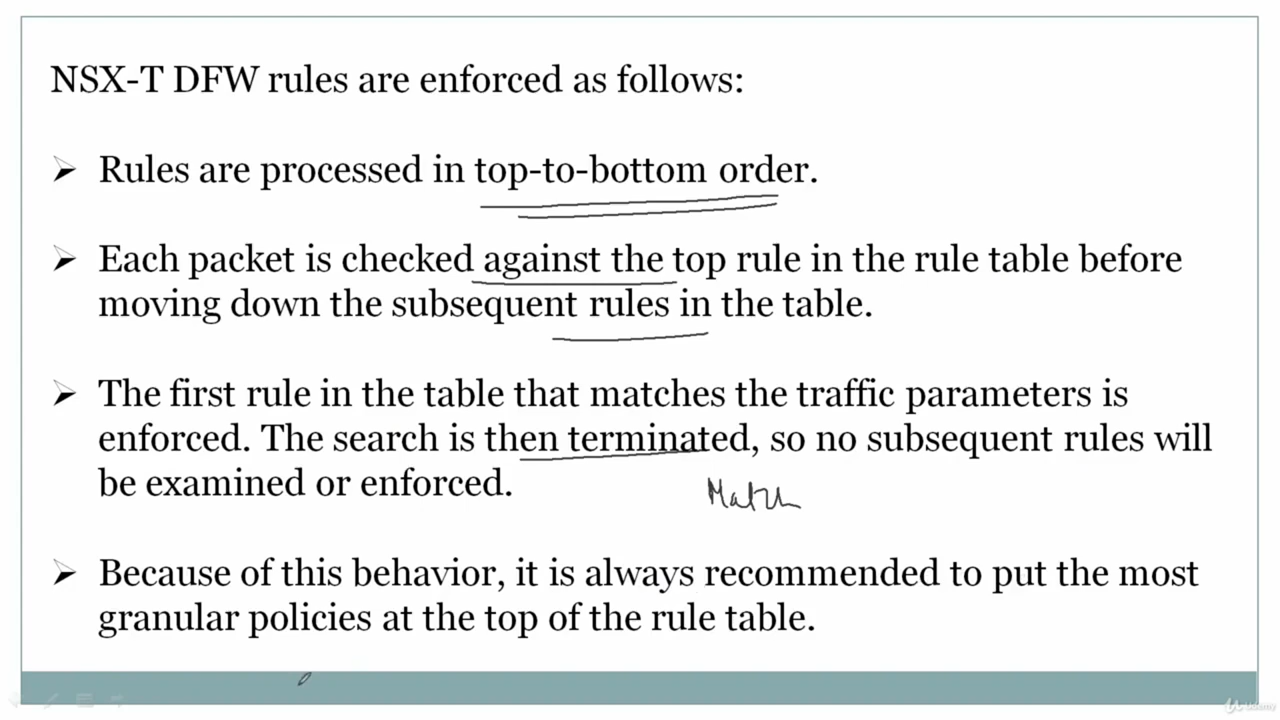 NSX-T DFW rules are enforced as follows:
➢ Rules are processed in top-to-bottom order.
➢ Each packet is checked against the top rule in the rule table before
moving down the subsequent rules in the table.
➢ The first rule in the table that matches the traffic parameters is
enforced. The search is then terminated, so no subsequent rules will
be examined or enforced.
Match
➢ Because of this behavior, it is always recommended to put the most
granular policies at the top of the rule table.
Udemy